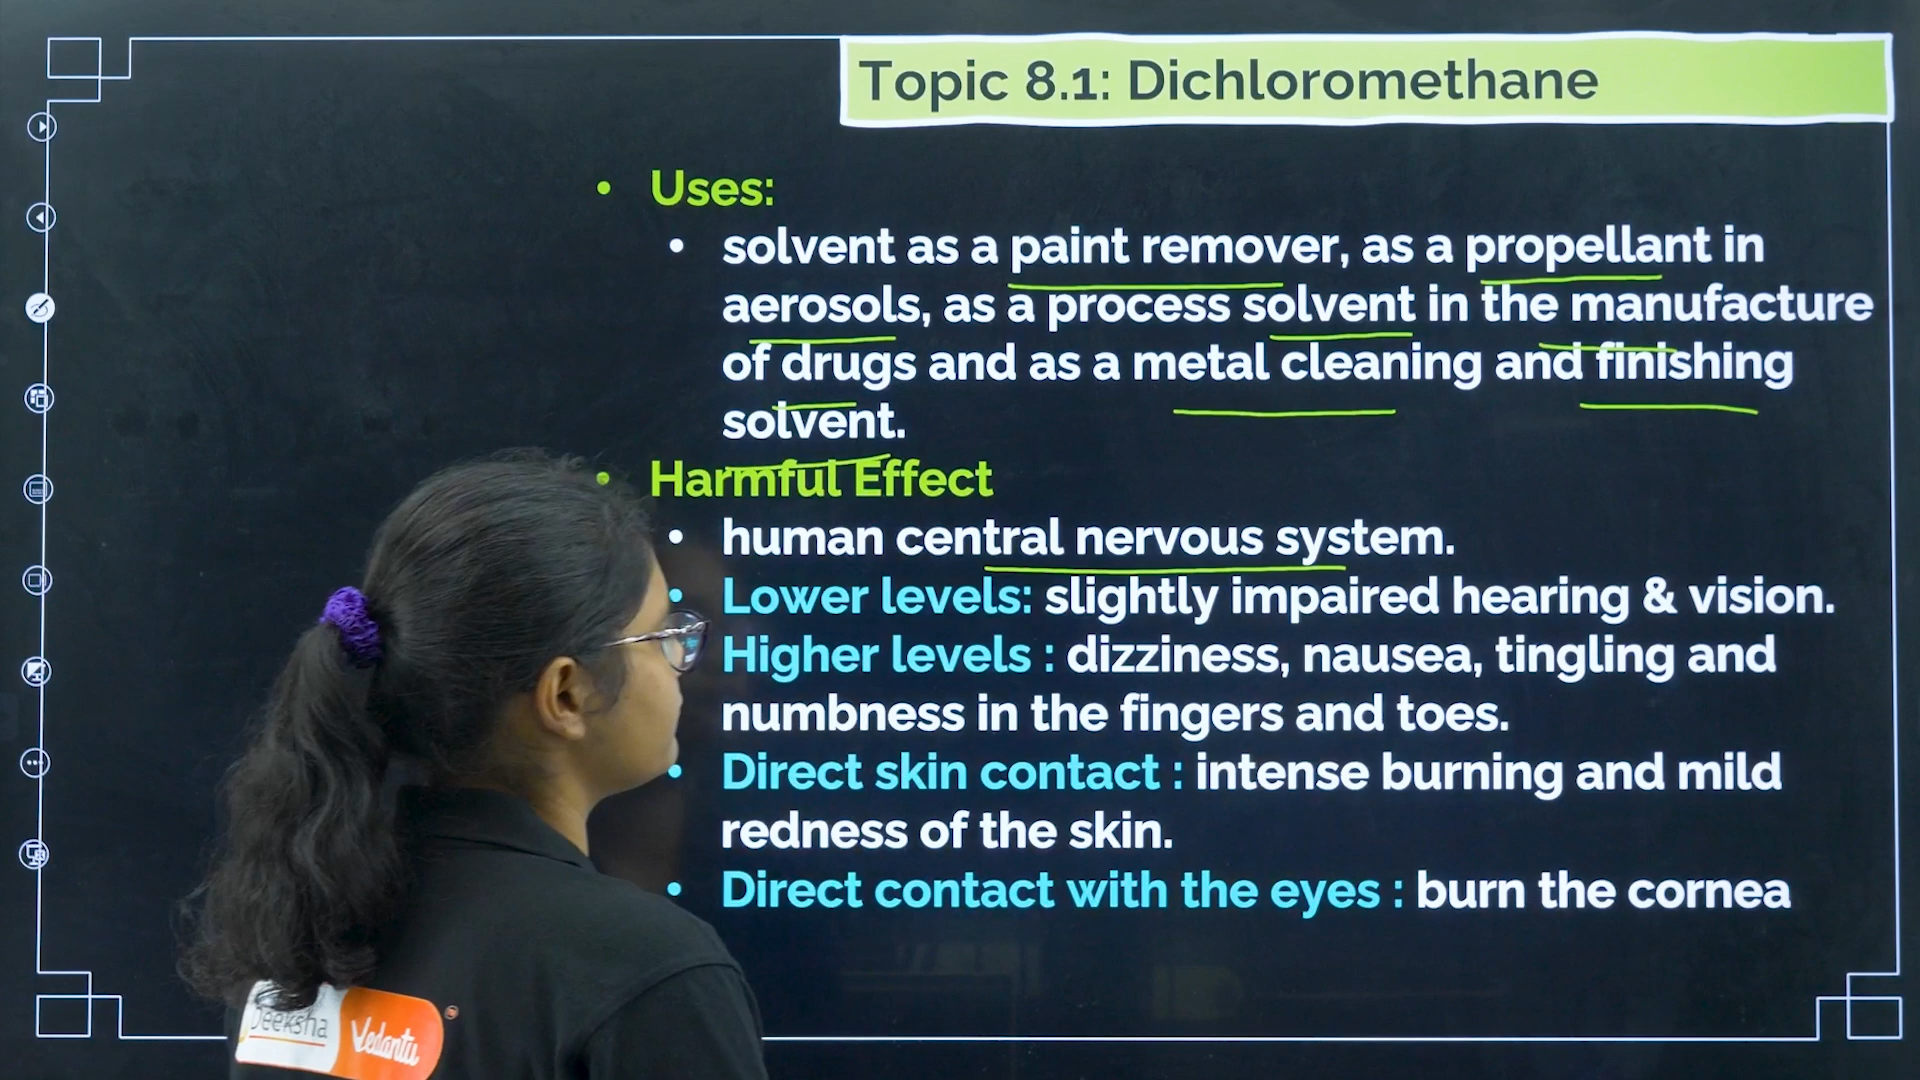 Topic 8.1: Dichloromethane
• Uses:
• solvent as a paint remover, as a propellant in
aerosols, as a process solvent in the manufacture
of drugs and as a metal cleaning and finishing
solvent.
• Harmful Effect
• human central nervous system.
• Lower levels: slightly impaired hearing & vision.
Higher levels : dizziness, nausea, tingling and
numbness in the fingers and toes.
• Direct skin contact : intense burning and mild
redness of the skin.
• Direct contact with the eyes : burn the cornea
Deeksha
Vedantu